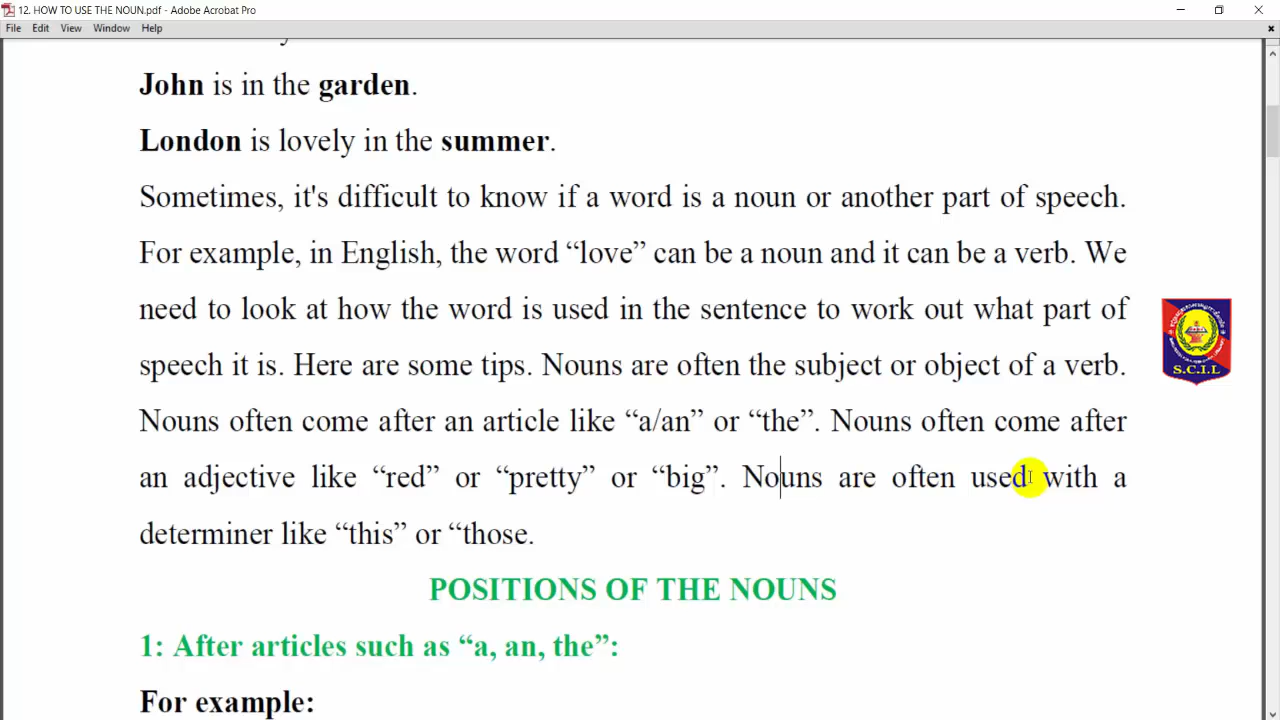 12. HOW TO USE THE NOUN.pdf - Adobe Acrobat Pro
File Edit View Window Help
John is in the garden.
London is lovely in the summer.
Sometimes, it's difficult to know if a word is a noun or another part of speech.
For example, in English, the word “love” can be a noun and it can be a verb. We
need to look at how the word is used in the sentence to work out what part of
speech it is. Here are some tips. Nouns are often the subject or object of a verb.
Nouns often come after an article like “a/an” or “the”. Nouns often come after
an adjective like “red” or “pretty” or “big”. Nouns are often used with a
determiner like “this” or “those.
S.C.I.L
POSITIONS OF THE NOUNS
1: After articles such as “a, an, the”:
For example: